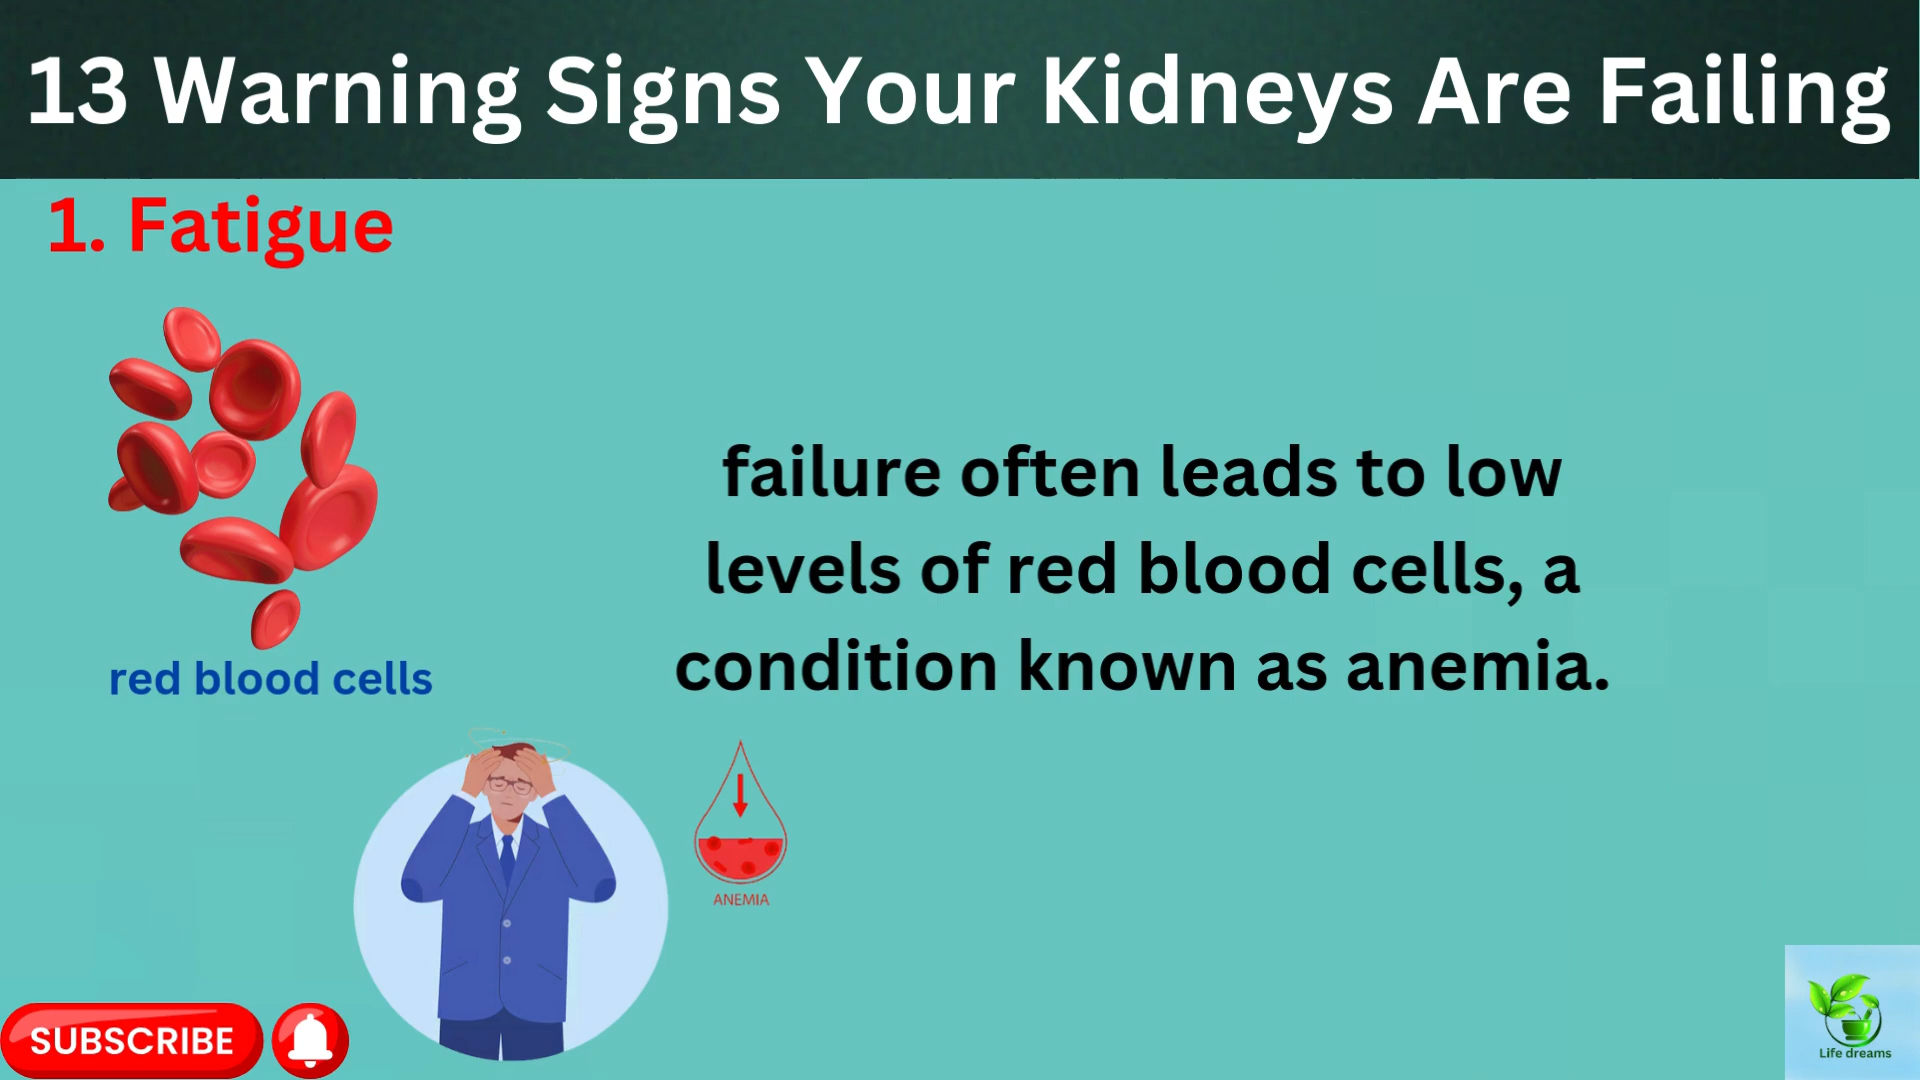 13 Warning Signs Your Kidneys Are Failing
1. Fatigue
failure often leads to low
levels of red blood cells, a
condition known as anemia.
red blood cells
ANEMIA
SUBSCRIBE
Life dreams